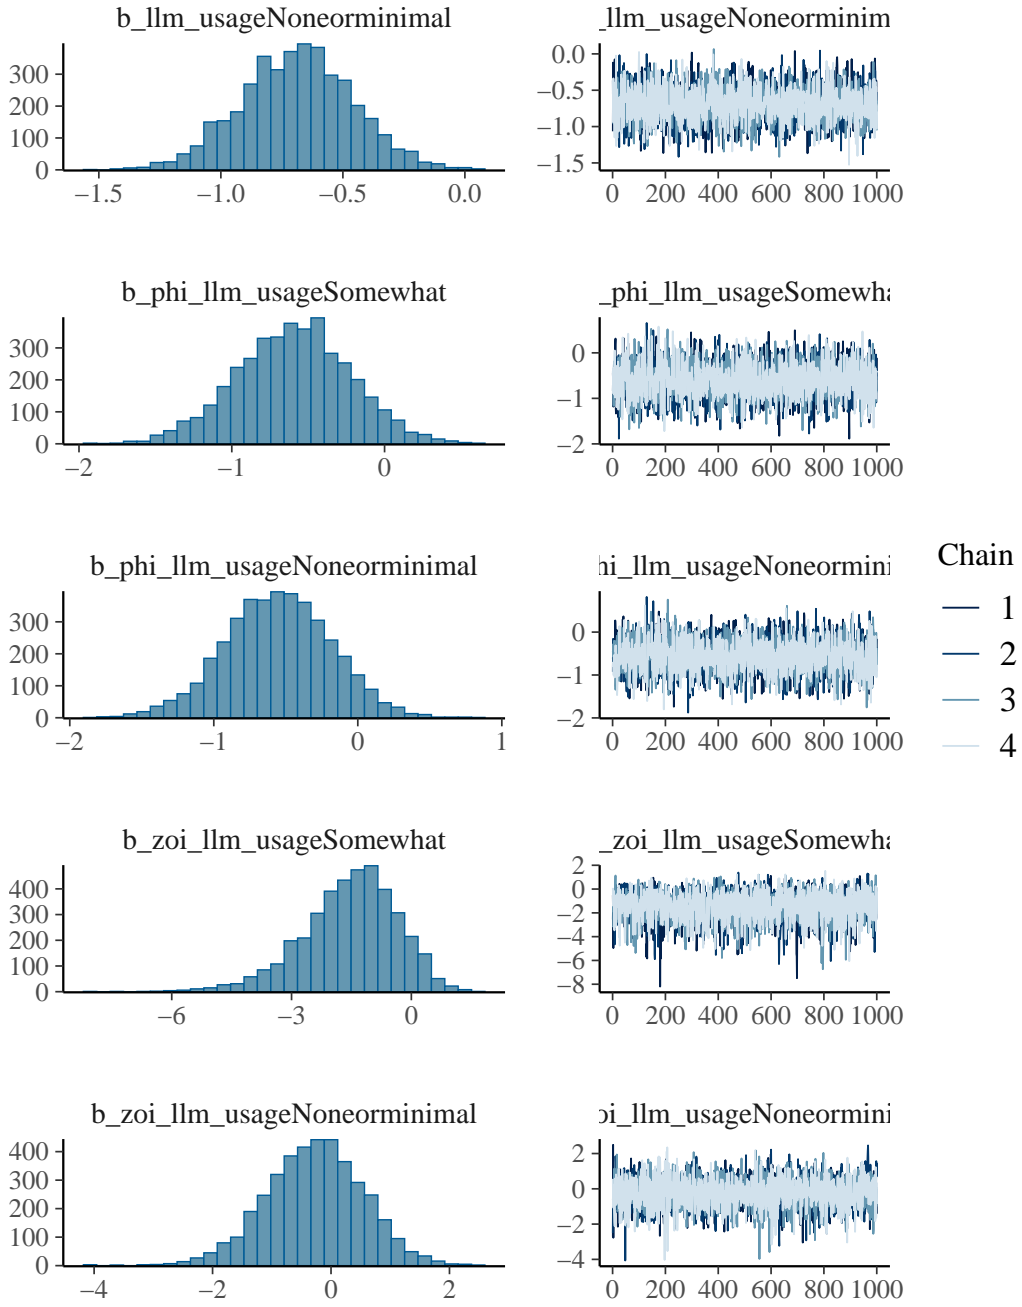 b_llm_usageNoneorminimal
_llm_usageNoneorminim
300
200
100
0
−1.5 −1.0 −0.5 0.0
0.0
−0.5
−1.0
−1.5
0 200 400 600 800 1000
b_phi_llm_usageSomewhat
_phi_llm_usageSomewha
300
200
100
0
−2 −1 0
0
−1
−2
0 200 400 600 800 1000
b_phi_llm_usageNoneorminimal
hi_llm_usageNoneormini
300
200
100
0
−2 −1 0 1
0
−1
−2
0 200 400 600 800 1000
Chain
1
2
3
4
b_zoi_llm_usageSomewhat
_zoi_llm_usageSomewha
400
300
200
100
0
−6 −3 0
2
0
−2
−4
−6
−8
0 200 400 600 800 1000
b_zoi_llm_usageNoneorminimal
oi_llm_usageNoneormini
400
300
200
100
0
−4 −2 0 2
2
0
−2
−4
0 200 400 600 800 1000